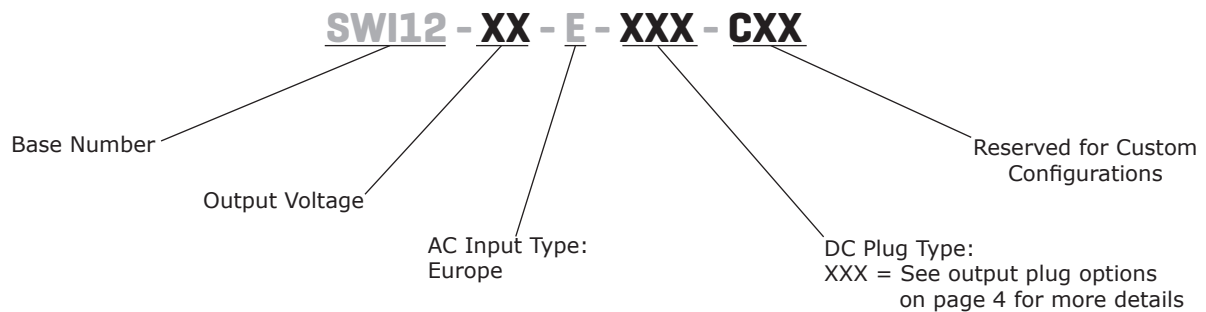 SWI12 - XX - E - XXX - CXX
Base Number
Output Voltage
AC Input Type:
Europe
DC Plug Type:
XXX = See output plug options
on page 4 for more details
Reserved for Custom
Configurations